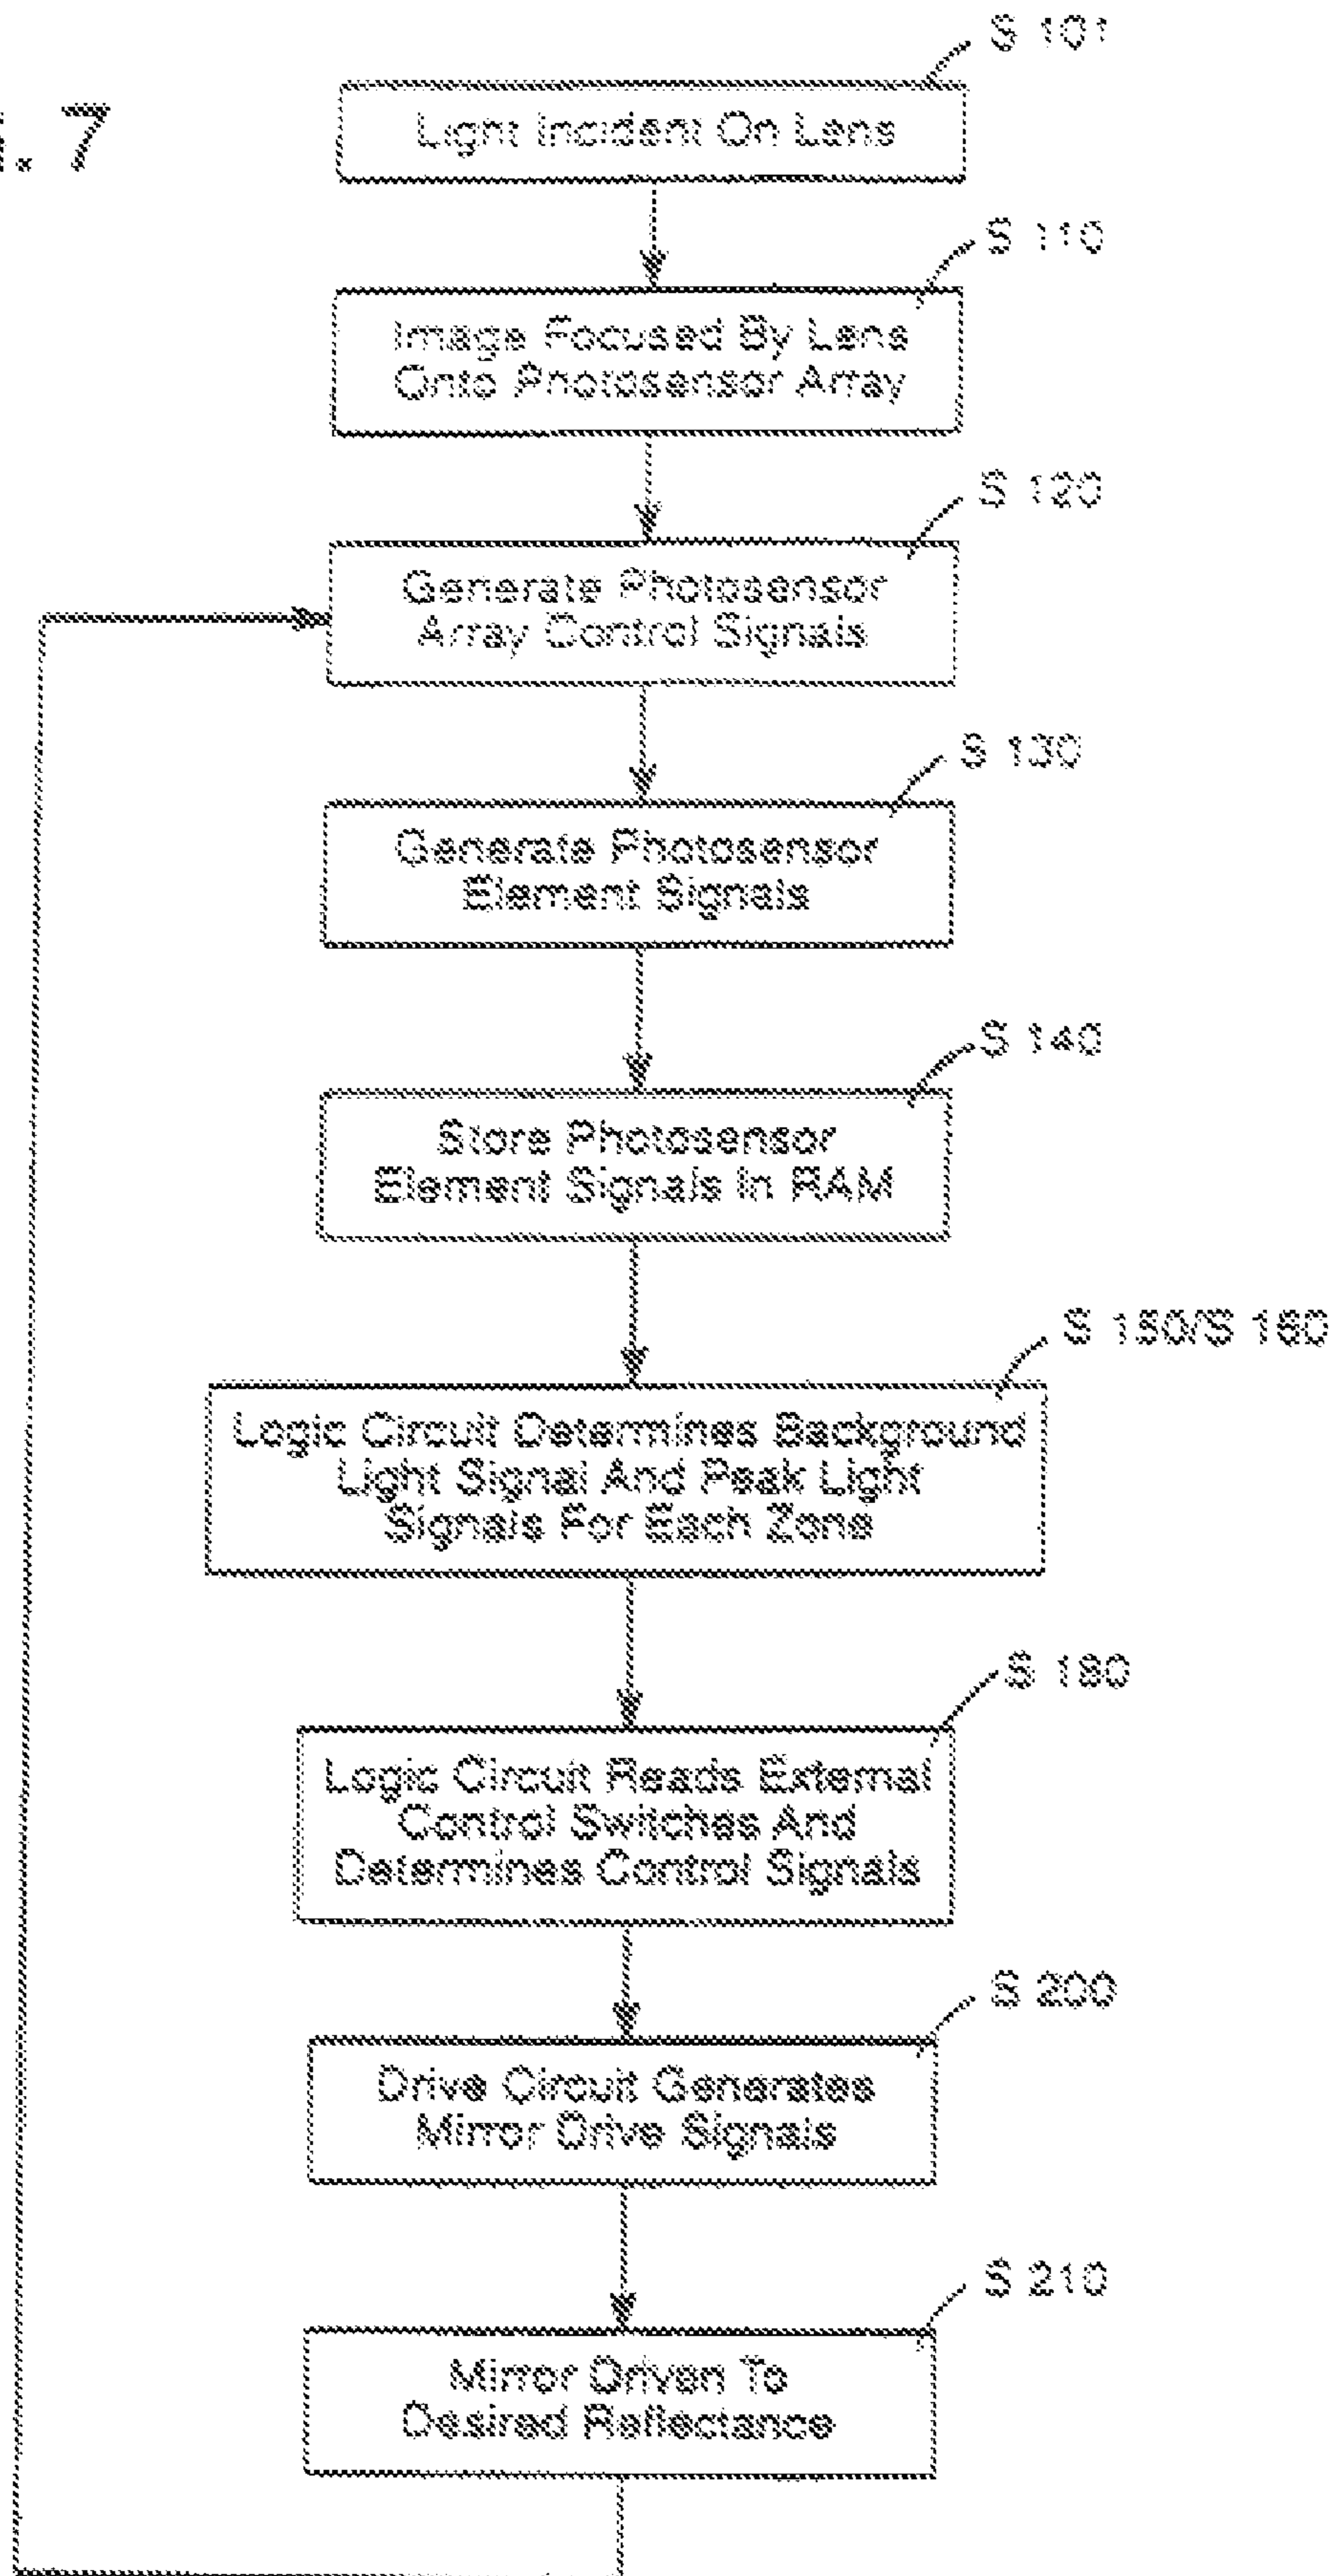 . 7
S 101
Light Incident On Lens
S 110
Image Focused By Lens
Onto Photosensor Array
S 120
Generate Photosensor
Array Control Signals
S 130
Generate Photosensor
Element Signals
S 140
Store Photosensor
Element Signals In RAM
S 150/S 160
Logic Circuit Determines Background
Light Signal And Peak Light
Signals For Each Zone
S 180
Logic Circuit Reads External
Control Switches And
Determines Control Signals
S 200
Drive Circuit Generates
Mirror Drive Signals
S 210
Mirror Driven To
Desired Reflectance